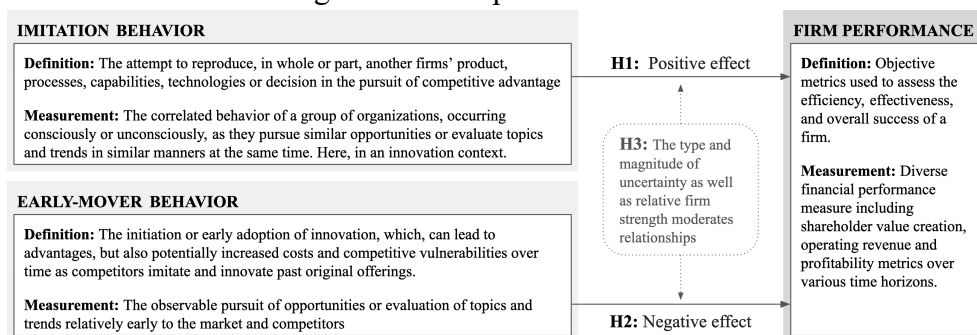 IMITATION BEHAVIOR
Definition: The attempt to reproduce, in whole or part, another firms' product,
processes, capabilities, technologies or decision in the pursuit of competitive advantage
Measurement: The correlated behavior of a group of organizations, occurring
consciously or unconsciously, as they pursue similar opportunities or evaluate topics
and trends in similar manners at the same time. Here, in an innovation context.
EARLY-MOVER BEHAVIOR
Definition: The initiation or early adoption of innovation, which, can lead to
advantages, but also potentially increased costs and competitive vulnerabilities over
time as competitors imitate and innovate past original offerings.
Measurement: The observable pursuit of opportunities or evaluation of topics and
trends relatively early to the market and competitors
H1: Positive effect
H3: The type and
magnitude of
uncertainty as well
as relative firm
strength moderates
relationships
H2: Negative effect
FIRM PERFORMANCE
Definition: Objective
metrics used to assess the
efficiency, effectiveness,
and overall success of a
firm.
Measurement: Diverse
financial performance
measure including
shareholder value creation,
operating revenue and
profitability metrics over
various time horizons.